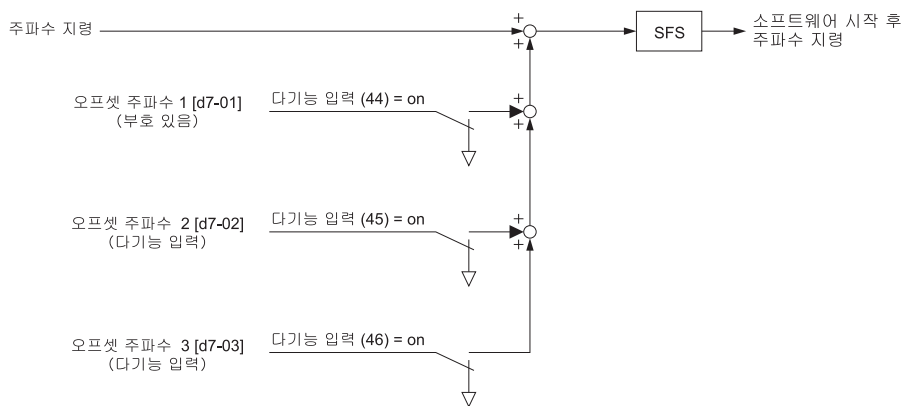 주파수 지령
+
+
SFS
소프트웨어 시작 후
주파수 지령
오프셋 주파수 1 [d7-01]
(부호 있음)
다기능 입력 (44) = on
+
+
오프셋 주파수 2 [d7-02]
(다기능 입력)
다기능 입력 (45) = on
+
+
오프셋 주파수 3 [d7-03]
(다기능 입력)
다기능 입력 (46) = on